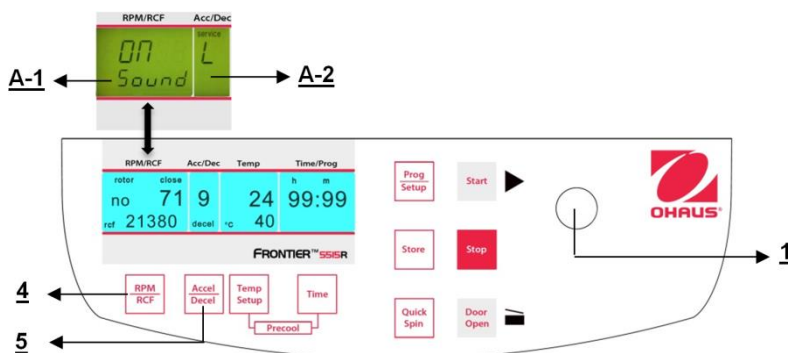 RPM/RCF Acc/Dec
service
ON L
Sound
A-1 A-2
RPM/RCF Acc/Dec Temp Time/Prog
rotor close h m
no 71 9 24 99:99
rcf 21380 decel °C 40
FRONTIER™ 5515R
Prog
Setup
Start
OHAUS®
Store
Stop
1
4
RPM
RCF
Accel
Decel
Temp
Setup
Time
Quick
Spin
Door
Open
5
Precool